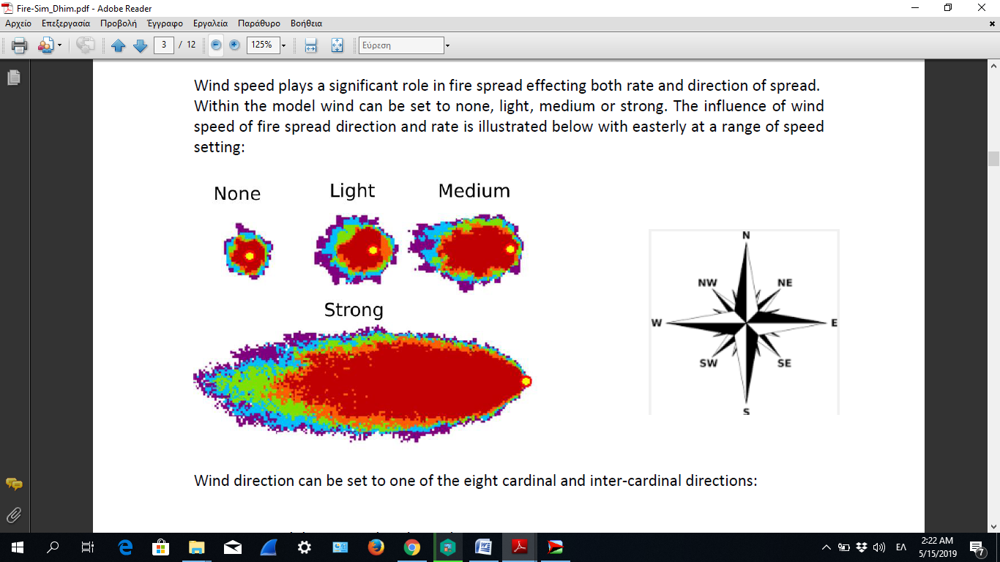 Fire-Sim_Dhim.pdf - Adobe Reader
Αρχείο Επεξεργασία Προβολή Έγγραφο Εργαλεία Παράθυρο Βοήθεια
3 / 12 125% Εύρεση
Wind speed plays a significant role in fire spread effecting both rate and direction of spread.
Within the model wind can be set to none, light, medium or strong. The influence of wind
speed of fire spread direction and rate is illustrated below with easterly at a range of speed
setting:
None Light Medium
Strong
N
NW NE
W E
SW SE
S
Wind direction can be set to one of the eight cardinal and inter-cardinal directions:
ΕΛ
2:22 AM
5/15/2019
7